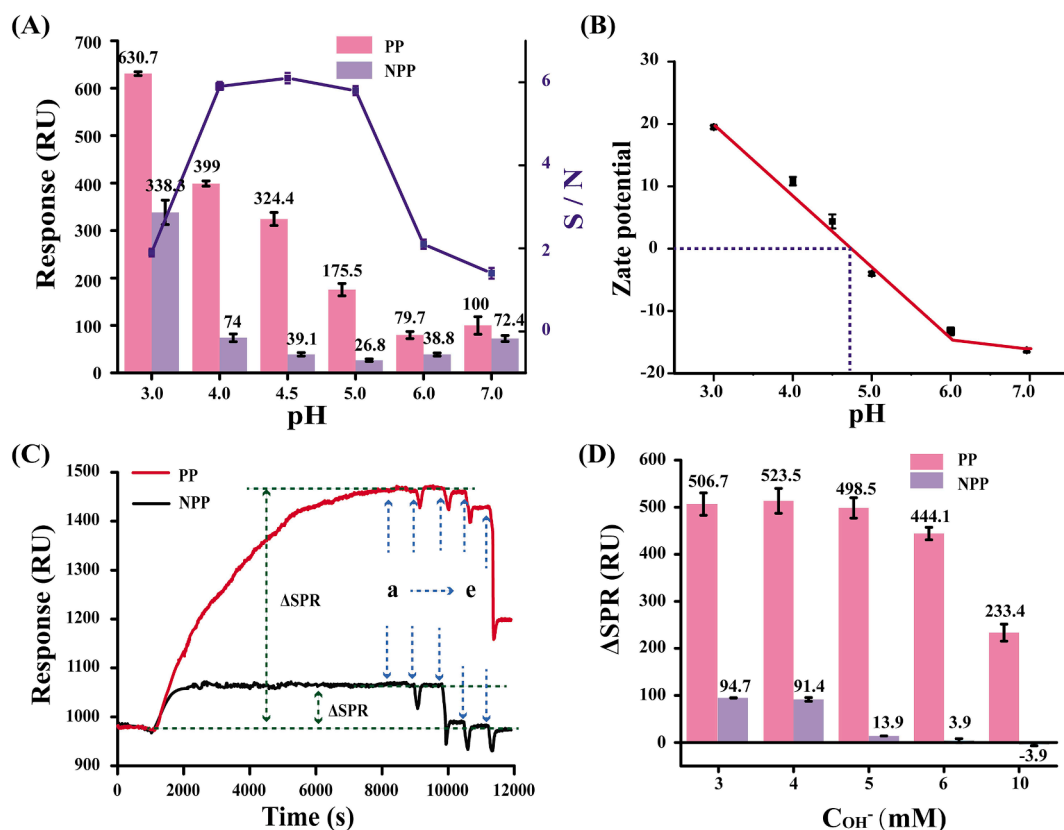 (A)
PP
NPP
Response (RU)
700
600
500
400
300
200
100
0
630.7
338.3
399
74
324.4
39.1
175.5
26.8
79.7
38.8
100
72.4
6
4
2
0
S / N
3.0 4.0 4.5 5.0 6.0 7.0
pH
(B)
Zate potential
20
10
0
-10
-20
3.0 4.0 5.0 6.0 7.0
pH
(C)
PP
NPP
Response (RU)
1500
1400
1300
1200
1100
1000
900
ΔSPR
a e
ΔSPR
0 2000 4000 6000 8000 10000 12000
Time (s)
(D)
PP
NPP
ΔSPR (RU)
600
500
400
300
200
100
0
506.7
94.7
523.5
91.4
498.5
13.9
444.1
3.9
233.4
-3.9
3 4 5 6 10
COH- (mM)